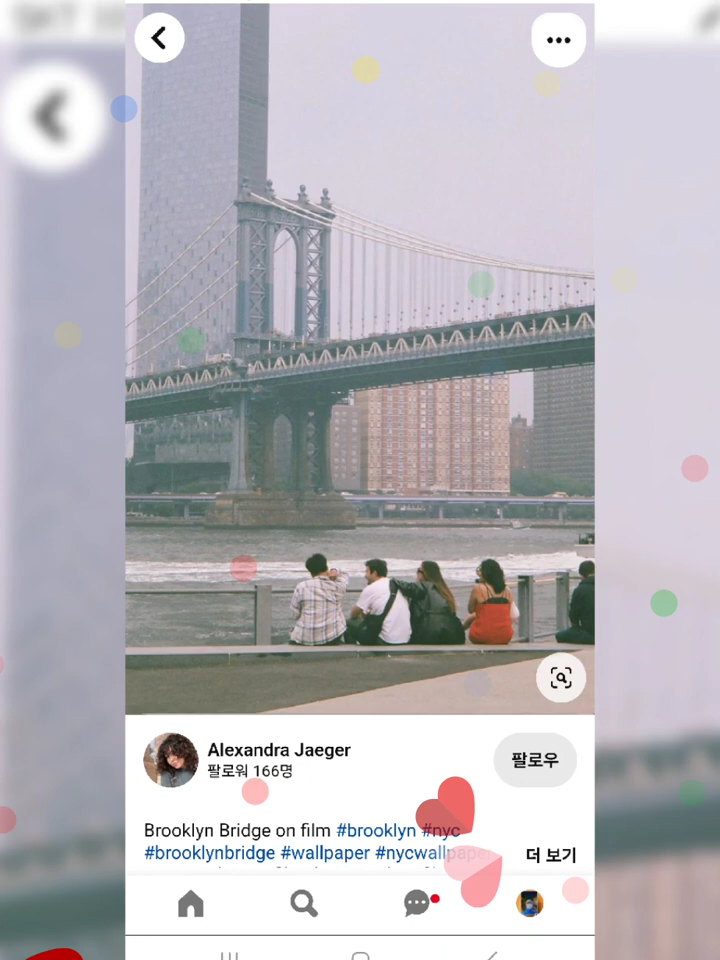 Alexandra Jaeger
팔로워 166명
팔로우
Brooklyn Bridge on film #brooklyn #nyc
#brooklynbridge #wallpaper #nycwallpaper
더 보기